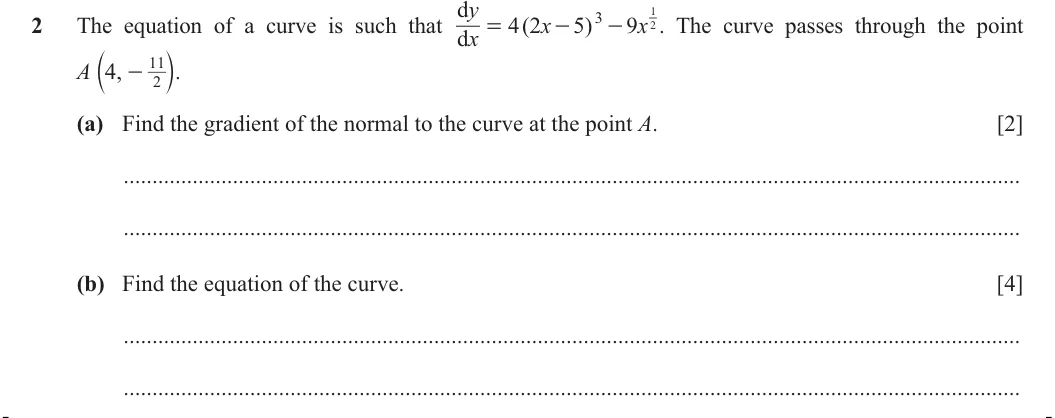 2 The equation of a curve is such that dy/dx = 4(2x − 5)³ − 9x^(1/2). The curve passes through the point
A(4, −11/2).
(a) Find the gradient of the normal to the curve at the point A. [2]
(b) Find the equation of the curve. [4]